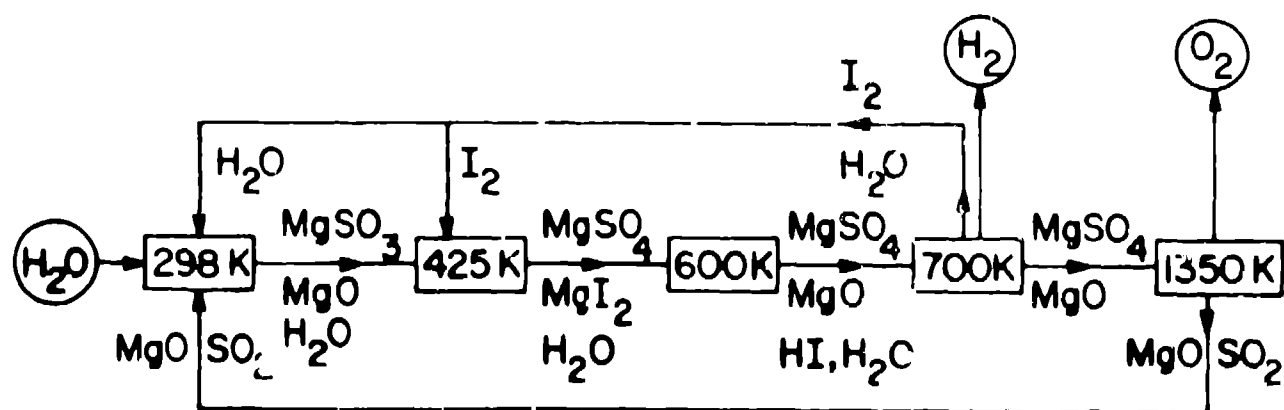 H₂
O₂
I₂
H₂O
I₂
H₂O
H₂O
298 K
MgSO₃
MgO
H₂O
425 K
MgSO₄
MgI₂
H₂O
600K
MgSO₄
MgO
HI, H₂O
700K
MgSO₄
MgO
1350 K
MgO SO₂
MgO SO₂